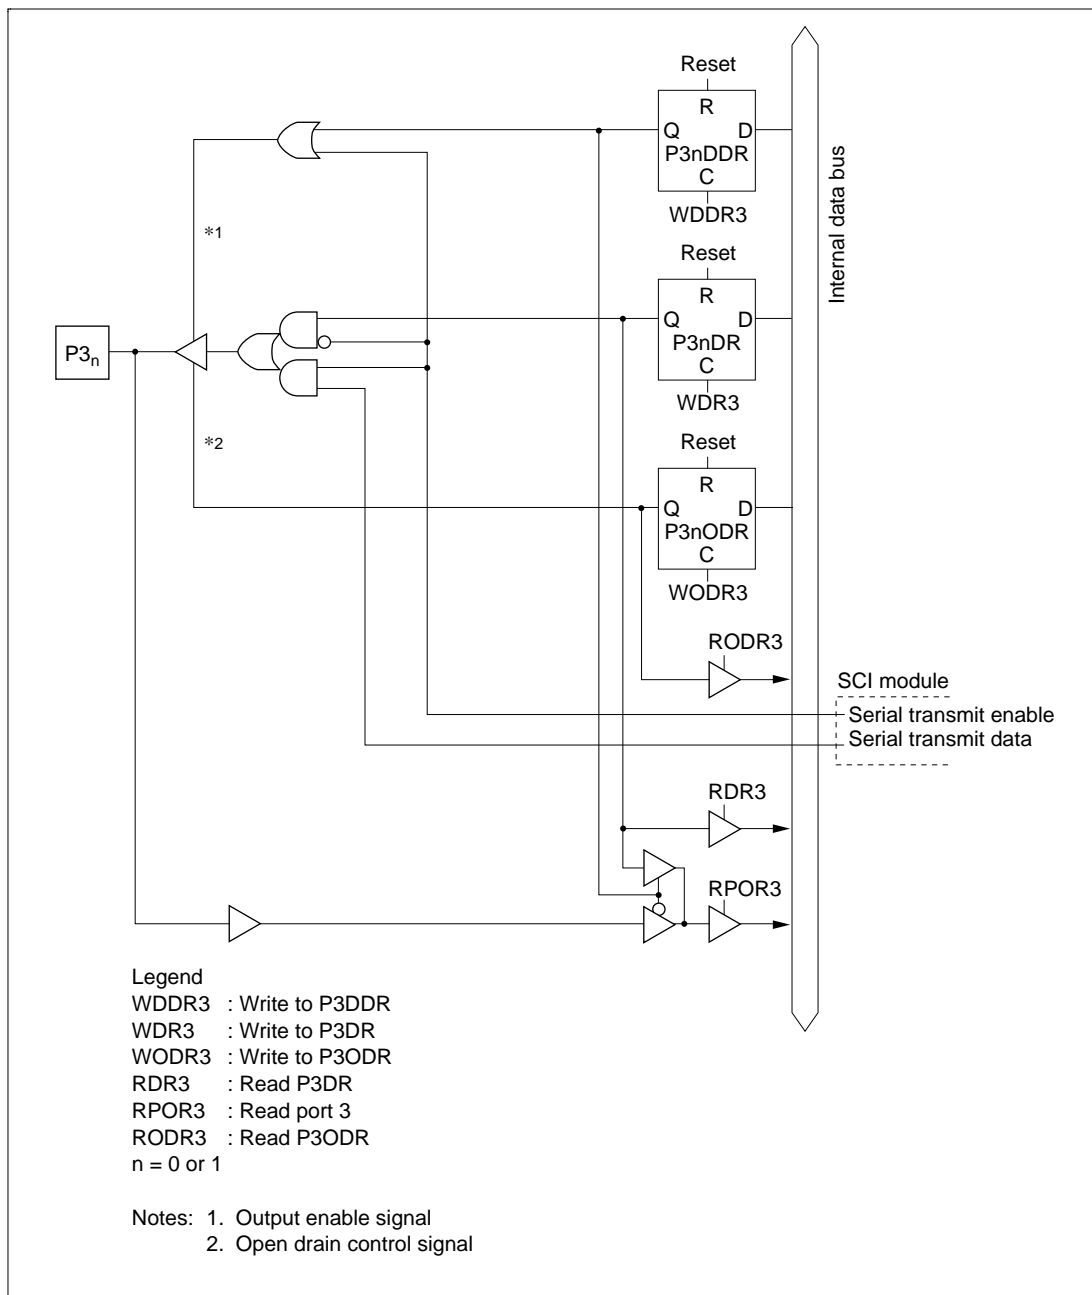 Reset
R
Q D
P3nDDR
C
WDDR3
Internal data bus
*1
Reset
R
Q D
P3nDR
C
WDR3
P3n
*2
Reset
R
Q D
P3nODR
C
WODR3
RODR3
SCI module
Serial transmit enable
Serial transmit data
RDR3
RPOR3
Legend
WDDR3 : Write to P3DDR
WDR3 : Write to P3DR
WODR3 : Write to P3ODR
RDR3 : Read P3DR
RPOR3 : Read port 3
RODR3 : Read P3ODR
n = 0 or 1
Notes: 1. Output enable signal
2. Open drain control signal